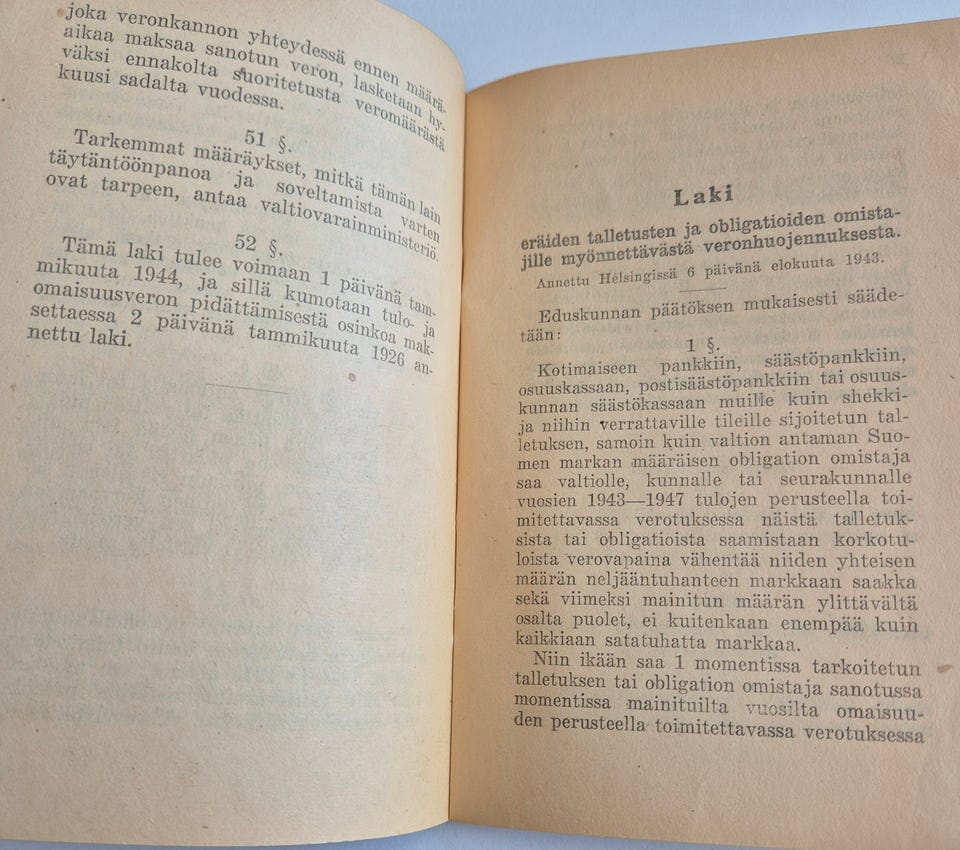 joka veronkannon yhteydessä ennen määrä-
aikaa maksaa sanotun veron, lasketaan hy-
väksi ennakolta suoritetusta veromäärästä
kuusi sadalta vuodessa.
51 §.
Tarkemmat määräykset, mitkä tämän lain
täytäntöönpanoa ja soveltamista varten
ovat tarpeen, antaa valtiovarainministeriö.
52 §.
Tämä laki tulee voimaan 1 päivänä tam-
mikuuta 1944, ja sillä kumotaan tulo- ja
omaisuusveron pidättämisestä osinkoa mak-
settaessa 2 päivänä tammikuuta 1926 an-
nettu laki.
Laki
eräiden talletusten ja obligatioiden omista-
jille myönnettävästä veronhuojennuksesta.
Annettu Helsingissä 6 päivänä elokuuta 1943.
Eduskunnan päätöksen mukaisesti sääde-
tään:
1 §.
Kotimaiseen pankkiin, säästöpankkiin,
osuuskassaan, postisäästöpankkiin tai osuus-
kunnan säästökassaan muille kuin shekki-
ja niihin verrattaville tileille sijoitetun tal-
letuksen, samoin kuin valtion antaman Suo-
men markan määräisen obligation omistaja
saa valtiolle, kunnalle tai seurakunnalle
vuosien 1943—1947 tulojen perusteella toi-
mitettavassa verotuksessa näistä talletuk-
sista tai obligatioista saamistaan korkotu-
loista verovapaina vähentää niiden yhteisen
määrän neljääntuhanteen markkaan saakka
sekä viimeksi mainitun määrän ylittävältä
osalta puolet, ei kuitenkaan enempää kuin
kaikkiaan satatuhatta markkaa.
Niin ikään saa 1 momentissa tarkoitetun
talletuksen tai obligation omistaja sanotussa
momentissa mainituilta vuosilta omaisuu-
den perusteella toimitettavassa verotuksessa